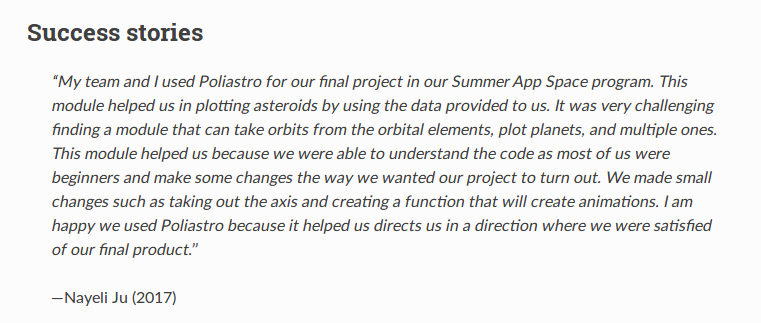 Success stories
“My team and I used Poliastro for our final project in our Summer App Space program. This
module helped us in plotting asteroids by using the data provided to us. It was very challenging
finding a module that can take orbits from the orbital elements, plot planets, and multiple ones.
This module helped us because we were able to understand the code as most of us were
beginners and make some changes the way we wanted our project to turn out. We made small
changes such as taking out the axis and creating a function that will create animations. I am
happy we used Poliastro because it helped us directs us in a direction where we were satisfied
of our final product.”
—Nayeli Ju (2017)